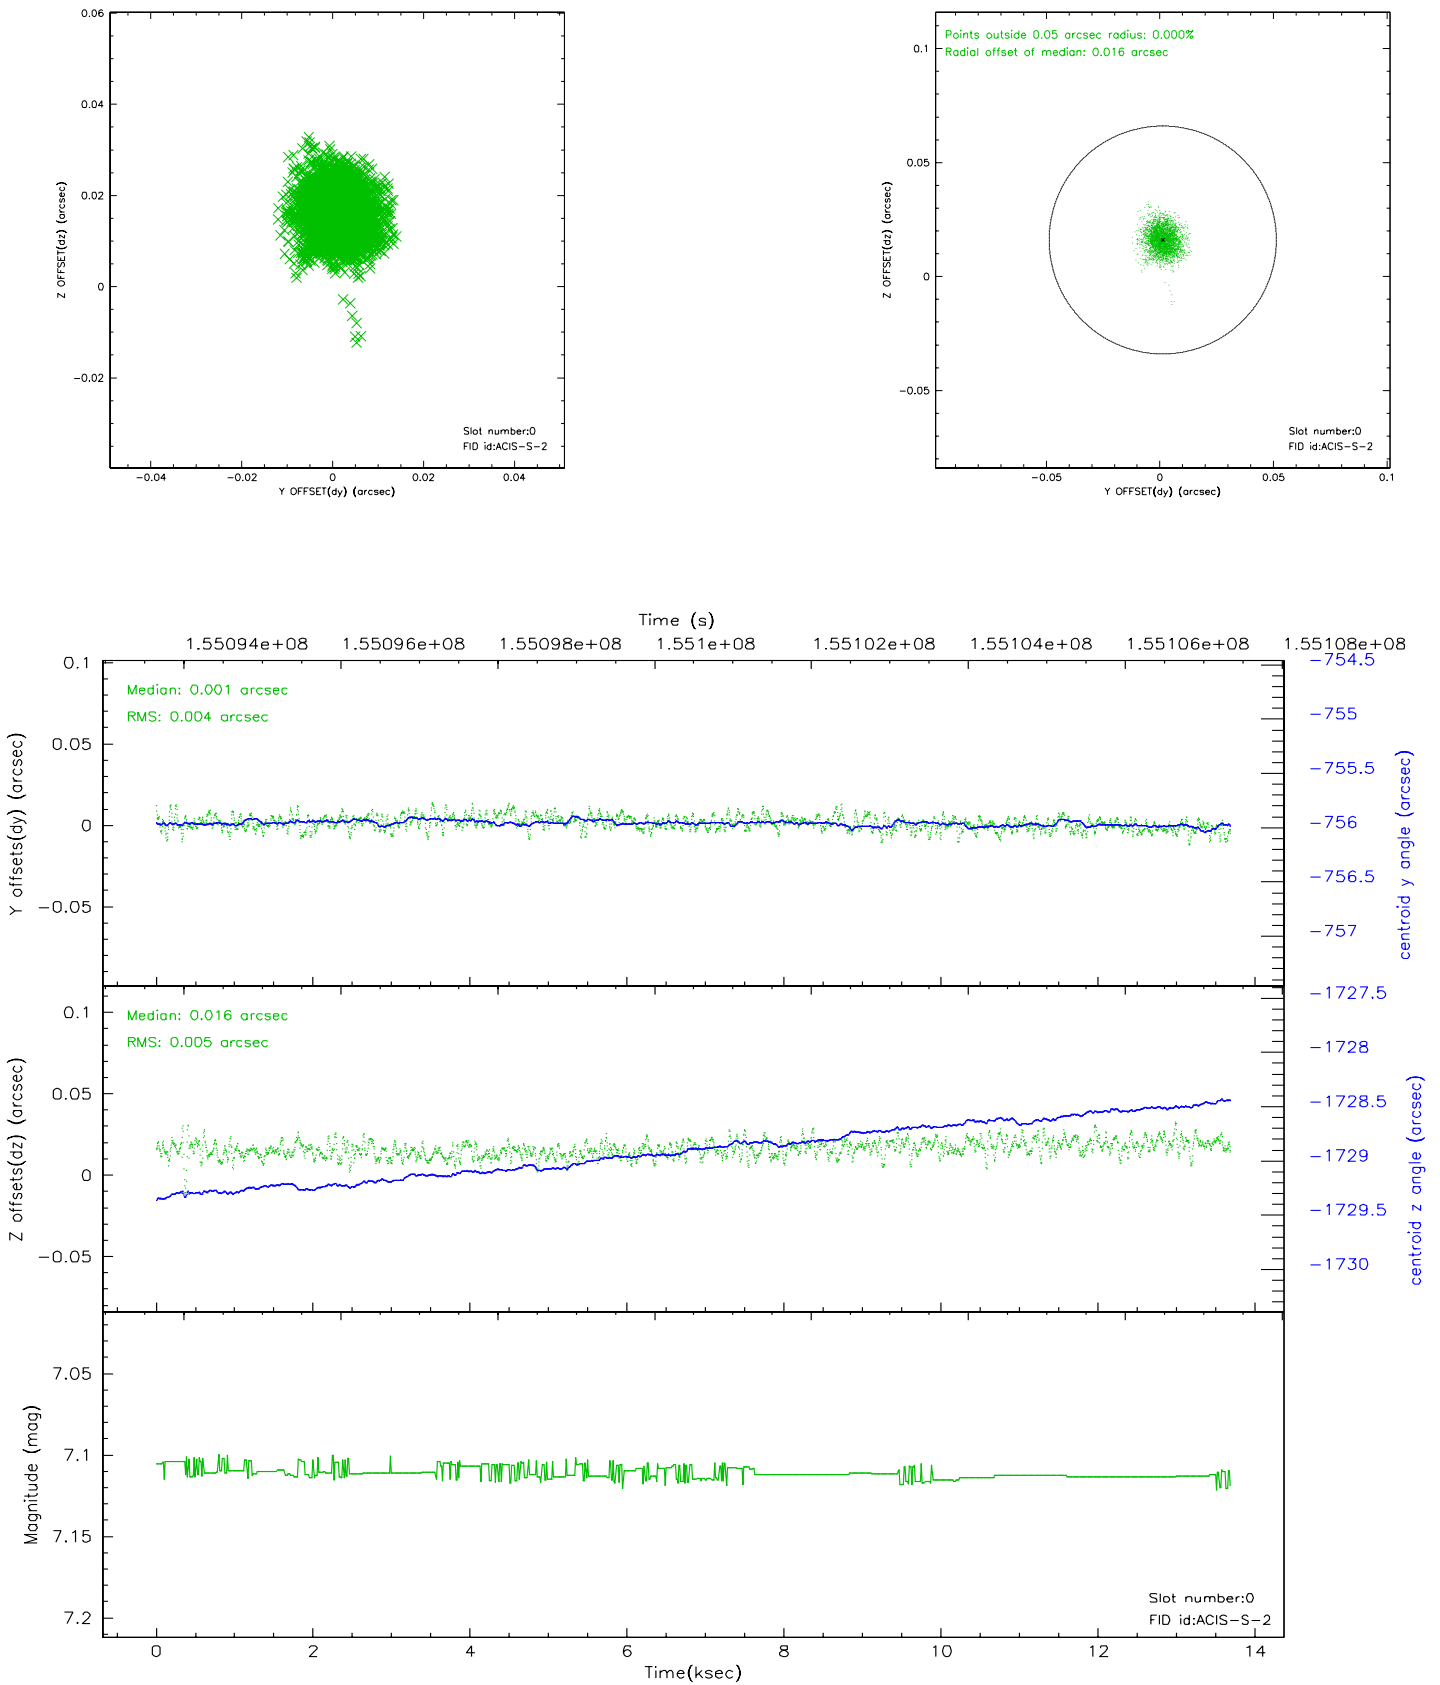 0.06
0.04
0.02
0
−0.02
Z OFFSET(dz) (arcsec)
−0.04
−0.02
0
0.02
0.04
Y OFFSET(dy) (arcsec)
Slot number:0
FID id:ACIS−S−2
Points outside 0.05 arcsec radius: 0.000%
Radial offset of median: 0.016 arcsec
0.1
0.05
0
−0.05
Z OFFSET(dz) (arcsec)
−0.05
0
0.05
0.1
Y OFFSET(dy) (arcsec)
Slot number:0
FID id:ACIS−S−2
Time (s)
1.55094e+08
1.55096e+08
1.55098e+08
1.551e+08
1.55102e+08
1.55104e+08
1.55106e+08
1.55108e+08
Median: 0.001 arcsec
RMS: 0.004 arcsec
0.1
0.05
0
−0.05
Y offsets(dy) (arcsec)
−754.5
−755
−755.5
−756
−756.5
−757
centroid y angle (arcsec)
Median: 0.016 arcsec
RMS: 0.005 arcsec
0.1
0.05
0
−0.05
Z offsets(dz) (arcsec)
−1727.5
−1728
−1728.5
−1729
−1729.5
−1730
centroid z angle (arcsec)
7.05
7.1
7.15
7.2
Magnitude (mag)
Slot number:0
FID id:ACIS−S−2
0
2
4
6
8
10
12
14
Time(ksec)